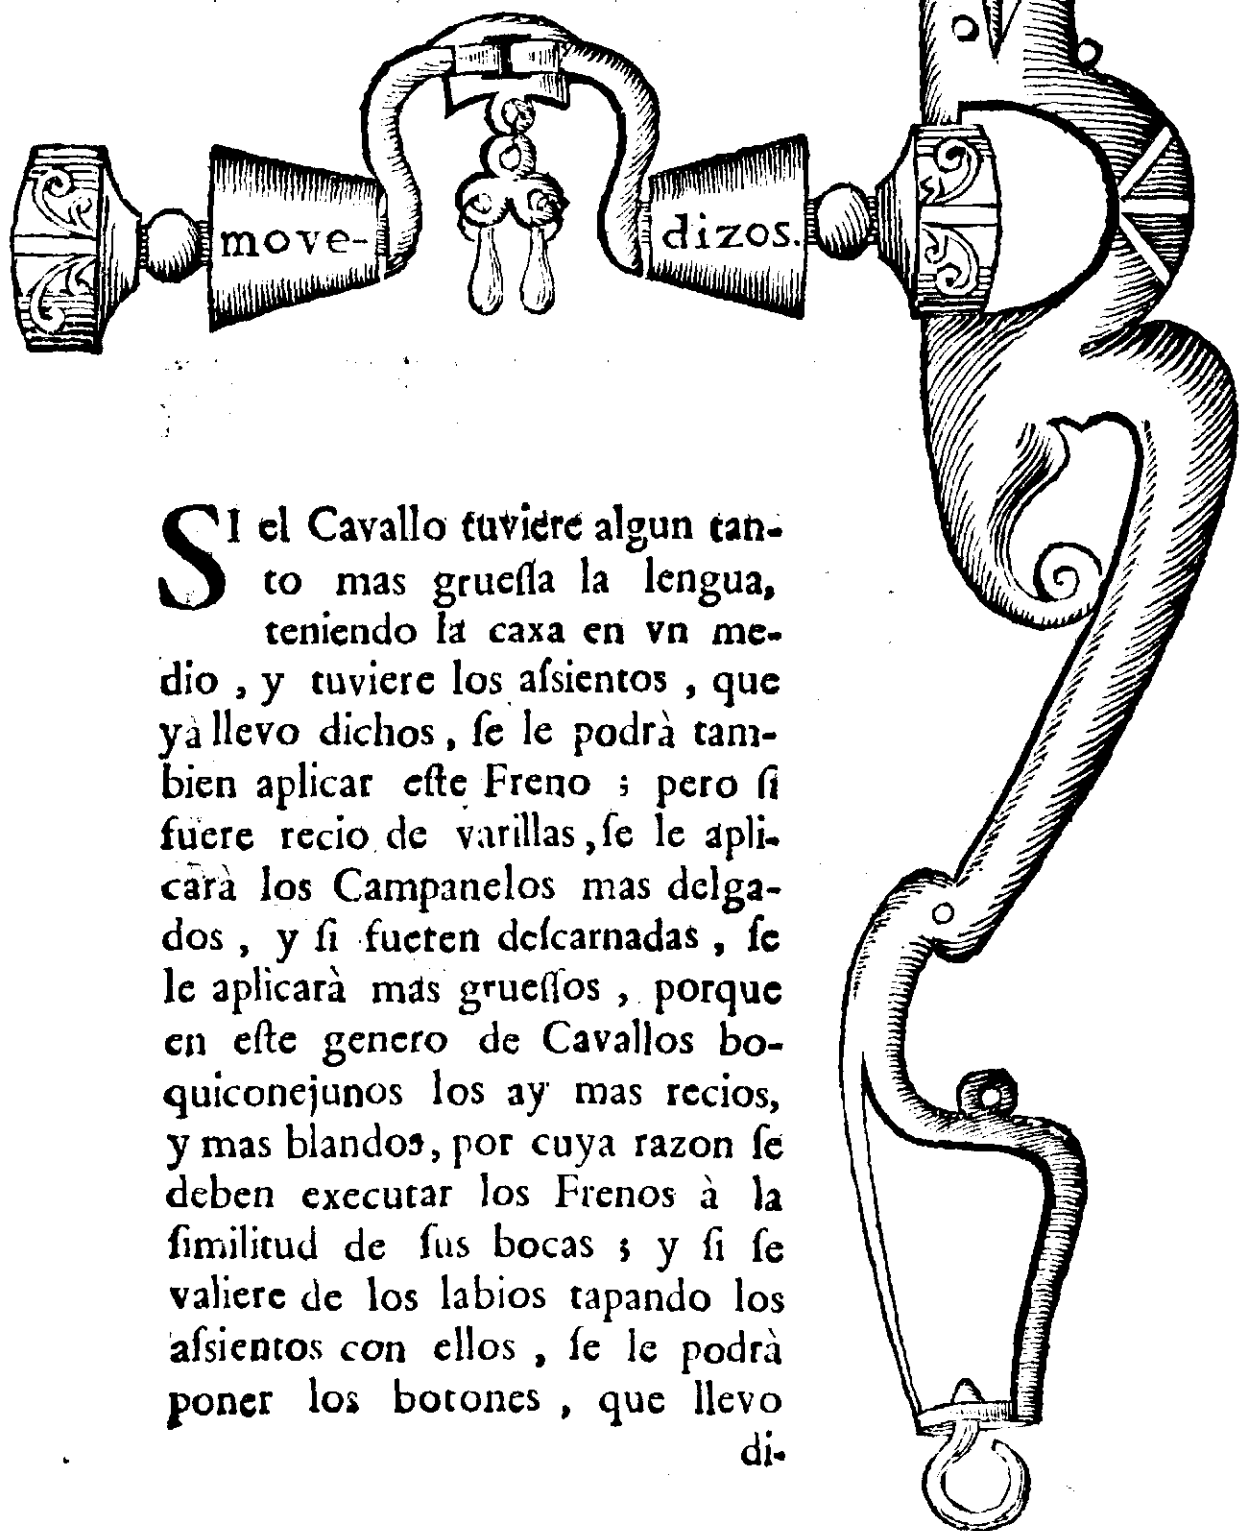 move-
dizos.
SI el Cavallo tuviere algun tan-
to mas gruessa la lengua,
teniendo la caxa en vn me-
dio, y tuviere los aſsientos, que
yà llevo dichos, ſe le podrà tam-
bien aplicar eſte Freno; pero ſi
fuere recio de varillas, ſe le apli-
carà los Campanelos mas delga-
dos, y ſi fueren deſcarnadas, ſe
le aplicarà mas grueſſos, porque
en eſte genero de Cavallos bo-
quiconejunos los ay mas recios,
y mas blandos, por cuya razon ſe
deben executar los Frenos à la
ſimilitud de ſus bocas; y ſi ſe
valiere de los labios tapando los
aſsientos con ellos, ſe le podrà
poner los botones, que llevo
di-